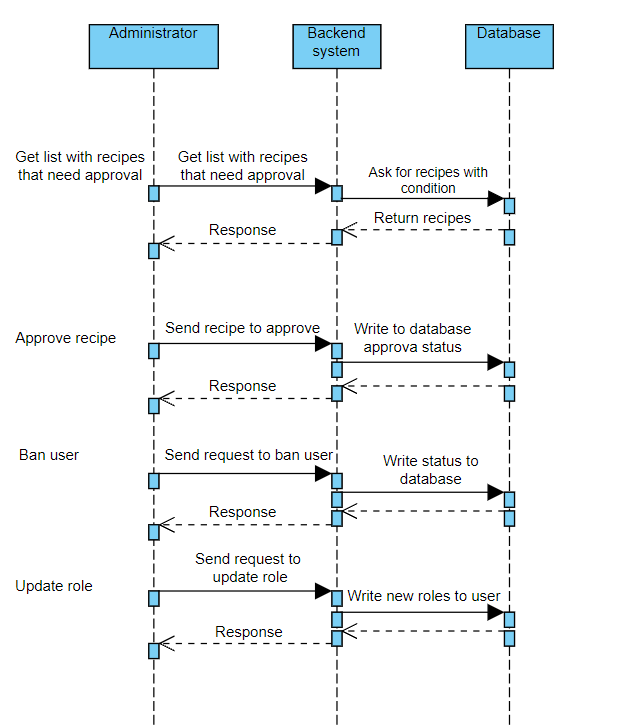 Administrator
Backend
system
Database
Get list with recipes
that need approval
Get list with recipes
that need approval
Ask for recipes with
condition
Return recipes
Response
Approve recipe
Send recipe to approve
Write to database
approva status
Response
Ban user
Send request to ban user
Write status to
database
Response
Send request to
update role
Update role
Write new roles to user
Response